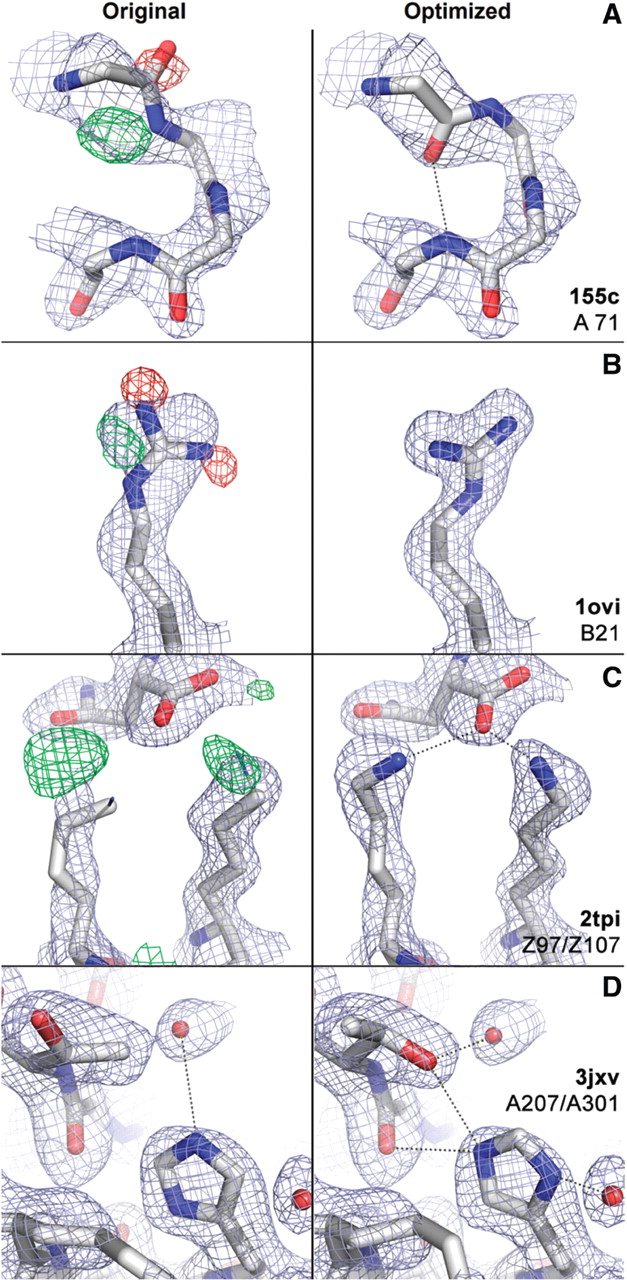 Original
Optimized
A
155c
A 71
B
1ovi
B21
C
2tpi
Z97/Z107
D
3jxv
A207/A301